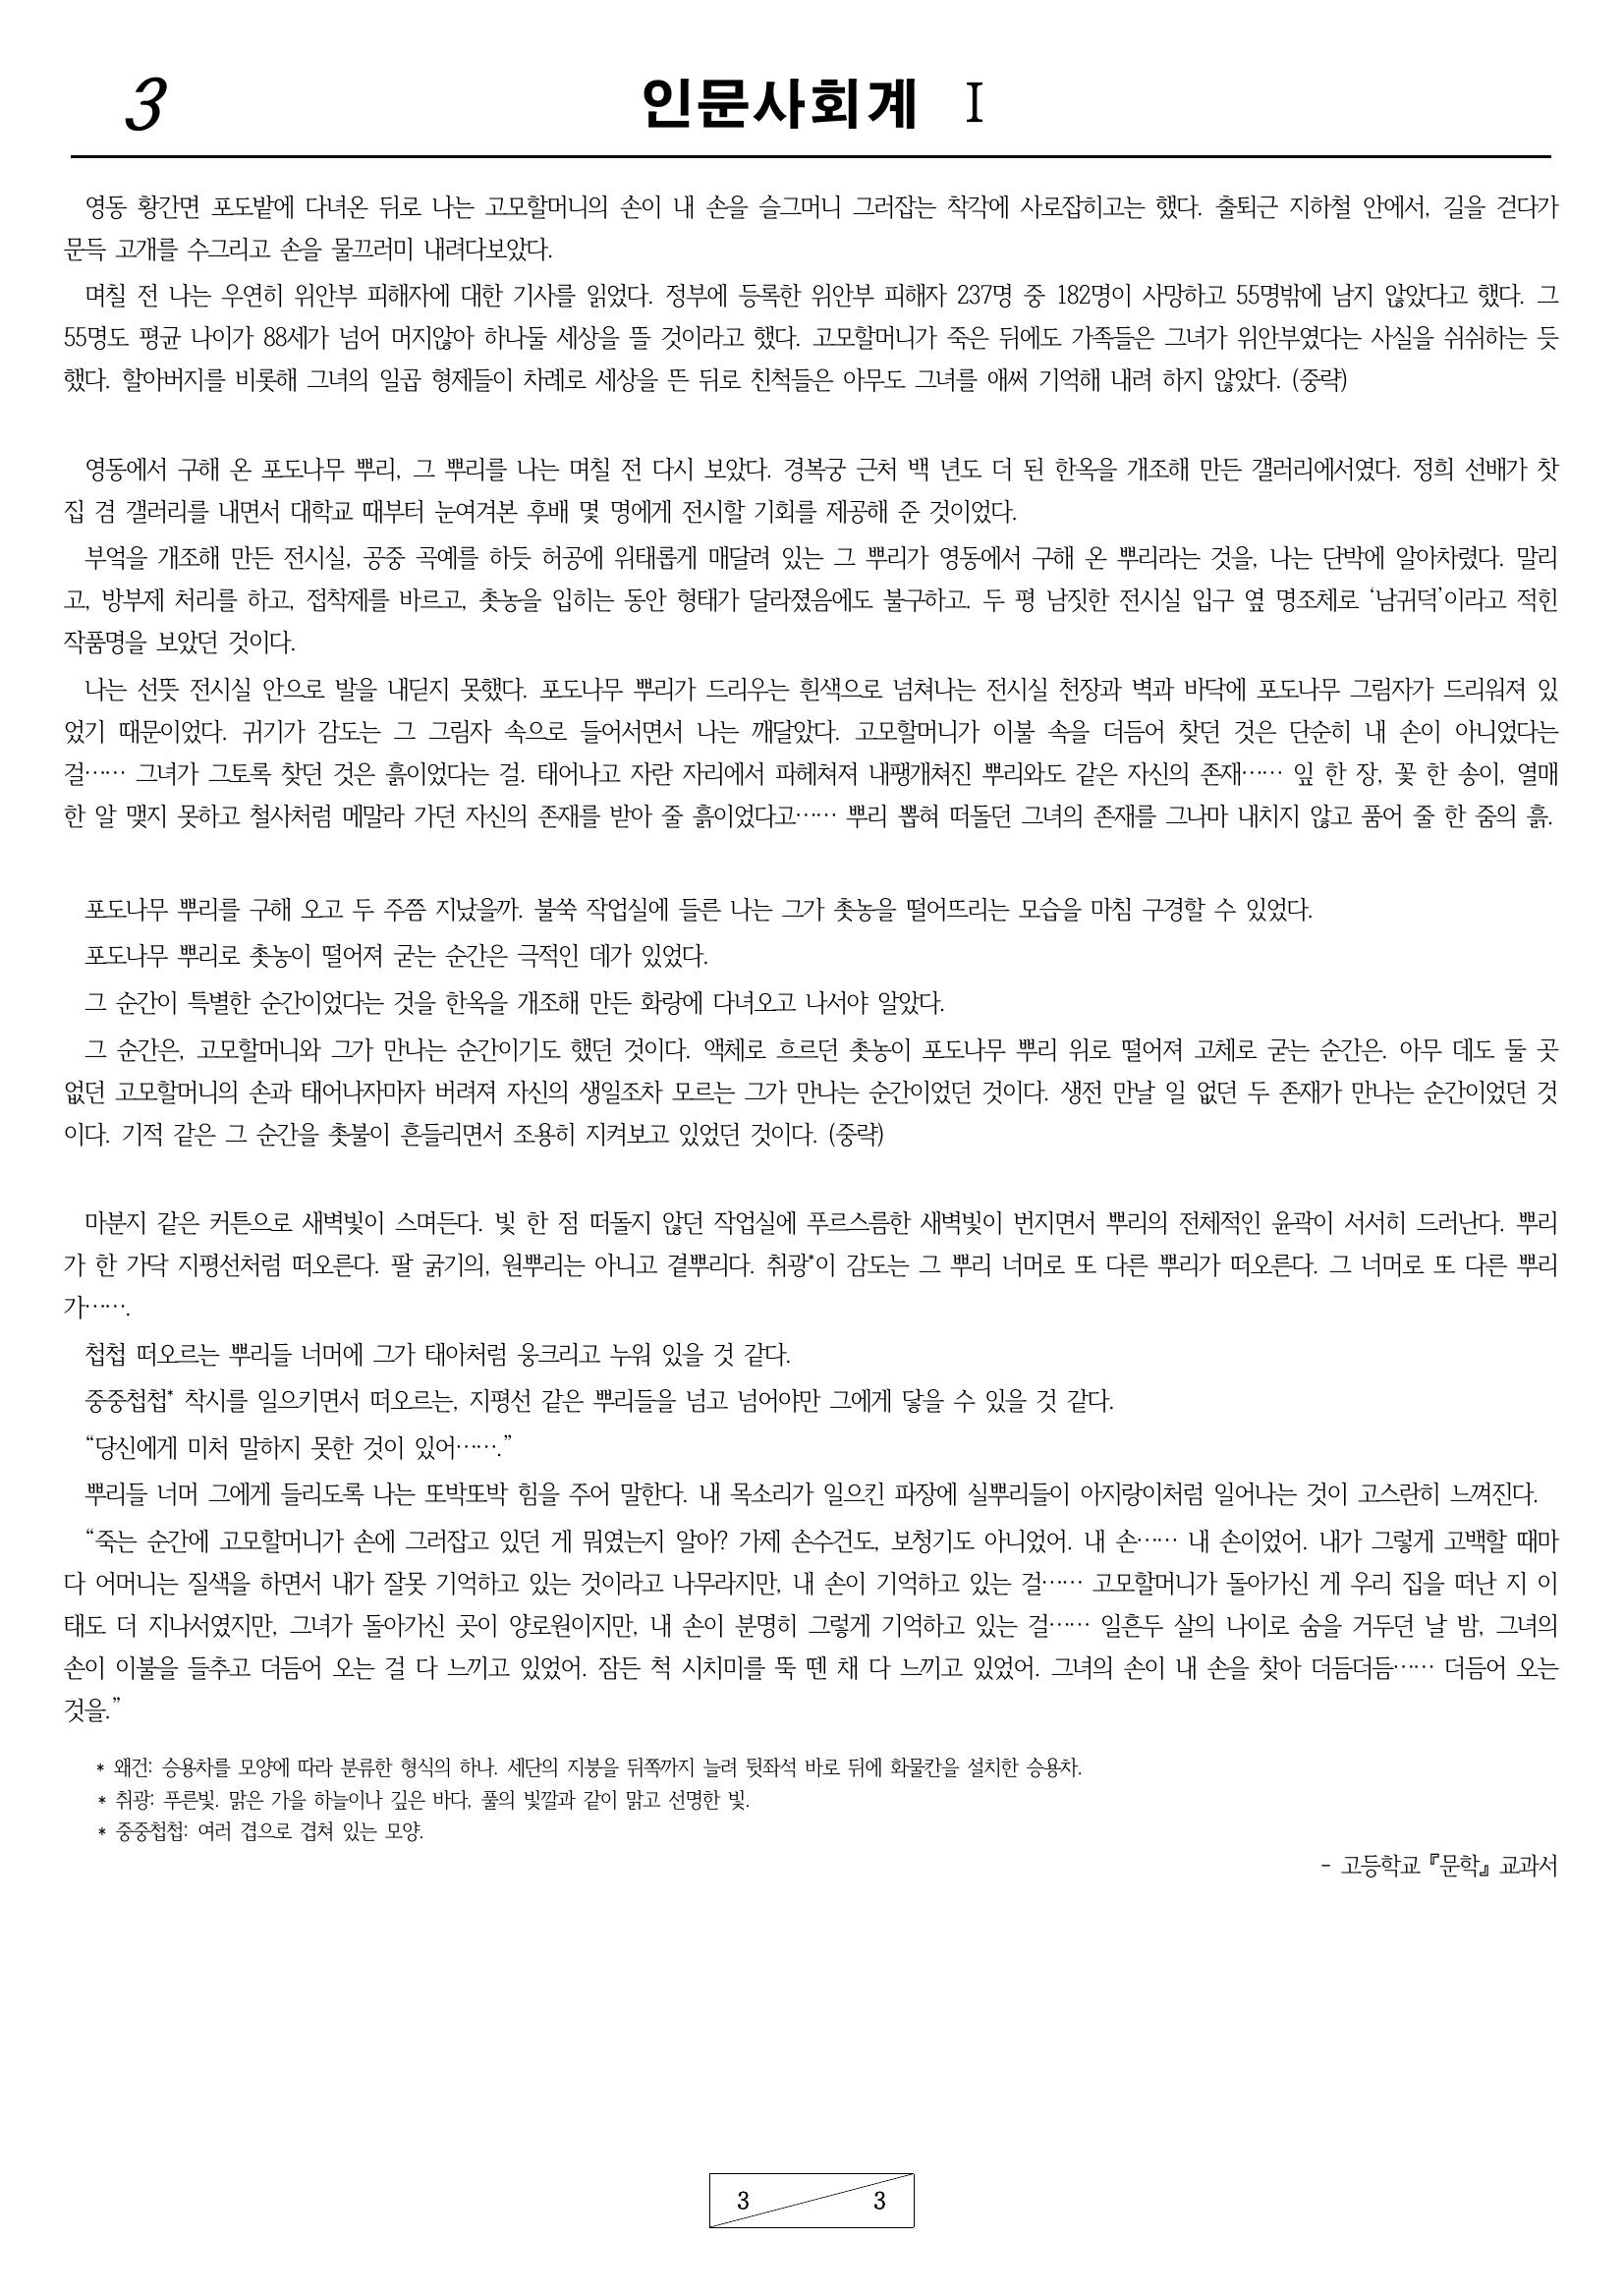 3
인문사회계 I
영동 황간면 포도밭에 다녀온 뒤로 나는 고모할머니의 손이 내 손을 슬그머니 그러잡는 착각에 사로잡히고는 했다. 출퇴근 지하철 안에서, 길을 걷다가
문득 고개를 수그리고 손을 물끄러미 내려다보았다.
며칠 전 나는 우연히 위안부 피해자에 대한 기사를 읽었다. 정부에 등록한 위안부 피해자 237명 중 182명이 사망하고 55명밖에 남지 않았다고 했다. 그
55명도 평균 나이가 88세가 넘어 머지않아 하나둘 세상을 뜰 것이라고 했다. 고모할머니가 죽은 뒤에도 가족들은 그녀가 위안부였다는 사실을 쉬쉬하는 듯
했다. 할아버지를 비롯해 그녀의 일곱 형제들이 차례로 세상을 뜬 뒤로 친척들은 아무도 그녀를 애써 기억해 내려 하지 않았다. (중략)
영동에서 구해 온 포도나무 뿌리, 그 뿌리를 나는 며칠 전 다시 보았다. 경복궁 근처 백 년도 더 된 한옥을 개조해 만든 갤러리에서였다. 정희 선배가 찻
집 겸 갤러리를 내면서 대학교 때부터 눈여겨본 후배 몇 명에게 전시할 기회를 제공해 준 것이었다.
부엌을 개조해 만든 전시실, 공중 곡예를 하듯 허공에 위태롭게 매달려 있는 그 뿌리가 영동에서 구해 온 뿌리라는 것을, 나는 단박에 알아차렸다. 말리
고, 방부제 처리를 하고, 접착제를 바르고, 촛농을 입히는 동안 형태가 달라졌음에도 불구하고. 두 평 남짓한 전시실 입구 옆 명조체로 ‘남귀덕’이라고 적힌
작품명을 보았던 것이다.
나는 선뜻 전시실 안으로 발을 내딛지 못했다. 포도나무 뿌리가 드리우는 흰색으로 넘쳐나는 전시실 천장과 벽과 바닥에 포도나무 그림자가 드리워져 있
었기 때문이었다. 귀기가 감도는 그 그림자 속으로 들어서면서 나는 깨달았다. 고모할머니가 이불 속을 더듬어 찾던 것은 단순히 내 손이 아니었다는
걸…… 그녀가 그토록 찾던 것은 흙이었다는 걸. 태어나고 자란 자리에서 파헤쳐져 내팽개쳐진 뿌리와도 같은 자신의 존재…… 잎 한 장, 꽃 한 송이, 열매
한 알 맺지 못하고 철사처럼 메말라 가던 자신의 존재를 받아 줄 흙이었다고…… 뿌리 뽑혀 떠돌던 그녀의 존재를 그나마 내치지 않고 품어 줄 한 줌의 흙.
포도나무 뿌리를 구해 오고 두 주쯤 지났을까. 불쑥 작업실에 들른 나는 그가 촛농을 떨어뜨리는 모습을 마침 구경할 수 있었다.
포도나무 뿌리로 촛농이 떨어져 굳는 순간은 극적인 데가 있었다.
그 순간이 특별한 순간이었다는 것을 한옥을 개조해 만든 화랑에 다녀오고 나서야 알았다.
그 순간은, 고모할머니와 그가 만나는 순간이기도 했던 것이다. 액체로 흐르던 촛농이 포도나무 뿌리 위로 떨어져 고체로 굳는 순간은. 아무 데도 둘 곳
없던 고모할머니의 손과 태어나자마자 버려져 자신의 생일조차 모르는 그가 만나는 순간이었던 것이다. 생전 만날 일 없던 두 존재가 만나는 순간이었던 것
이다. 기적 같은 그 순간을 촛불이 흔들리면서 조용히 지켜보고 있었던 것이다. (중략)
마분지 같은 커튼으로 새벽빛이 스며든다. 빛 한 점 떠돌지 않던 작업실에 푸르스름한 새벽빛이 번지면서 뿌리의 전체적인 윤곽이 서서히 드러난다. 뿌리
가 한 가닥 지평선처럼 떠오른다. 팔 굵기의, 원뿌리는 아니고 곁뿌리다. 취광*이 감도는 그 뿌리 너머로 또 다른 뿌리가 떠오른다. 그 너머로 또 다른 뿌리
가…….
첩첩 떠오르는 뿌리들 너머에 그가 태아처럼 웅크리고 누워 있을 것 같다.
중중첩첩* 착시를 일으키면서 떠오르는, 지평선 같은 뿌리들을 넘고 넘어야만 그에게 닿을 수 있을 것 같다.
“당신에게 미처 말하지 못한 것이 있어…….”
뿌리들 너머 그에게 들리도록 나는 또박또박 힘을 주어 말한다. 내 목소리가 일으킨 파장에 실뿌리들이 아지랑이처럼 일어나는 것이 고스란히 느껴진다.
“죽는 순간에 고모할머니가 손에 그러잡고 있던 게 뭐였는지 알아? 가제 손수건도, 보청기도 아니었어. 내 손…… 내 손이었어. 내가 그렇게 고백할 때마
다 어머니는 질색을 하면서 내가 잘못 기억하고 있는 것이라고 나무라지만, 내 손이 기억하고 있는 걸…… 고모할머니가 돌아가신 게 우리 집을 떠난 지 이
태도 더 지나서였지만, 그녀가 돌아가신 곳이 양로원이지만, 내 손이 분명히 그렇게 기억하고 있는 걸…… 일흔두 살의 나이로 숨을 거두던 날 밤, 그녀의
손이 이불을 들추고 더듬어 오는 걸 다 느끼고 있었어. 잠든 척 시치미를 뚝 뗀 채 다 느끼고 있었어. 그녀의 손이 내 손을 찾아 더듬더듬…… 더듬어 오는
것을.”
* 왜건: 승용차를 모양에 따라 분류한 형식의 하나. 세단의 지붕을 뒤쪽까지 늘려 뒷좌석 바로 뒤에 화물칸을 설치한 승용차.
* 취광: 푸른빛. 맑은 가을 하늘이나 깊은 바다, 풀의 빛깔과 같이 맑고 선명한 빛.
* 중중첩첩: 여러 겹으로 겹쳐 있는 모양.
- 고등학교『문학』교과서
3 3